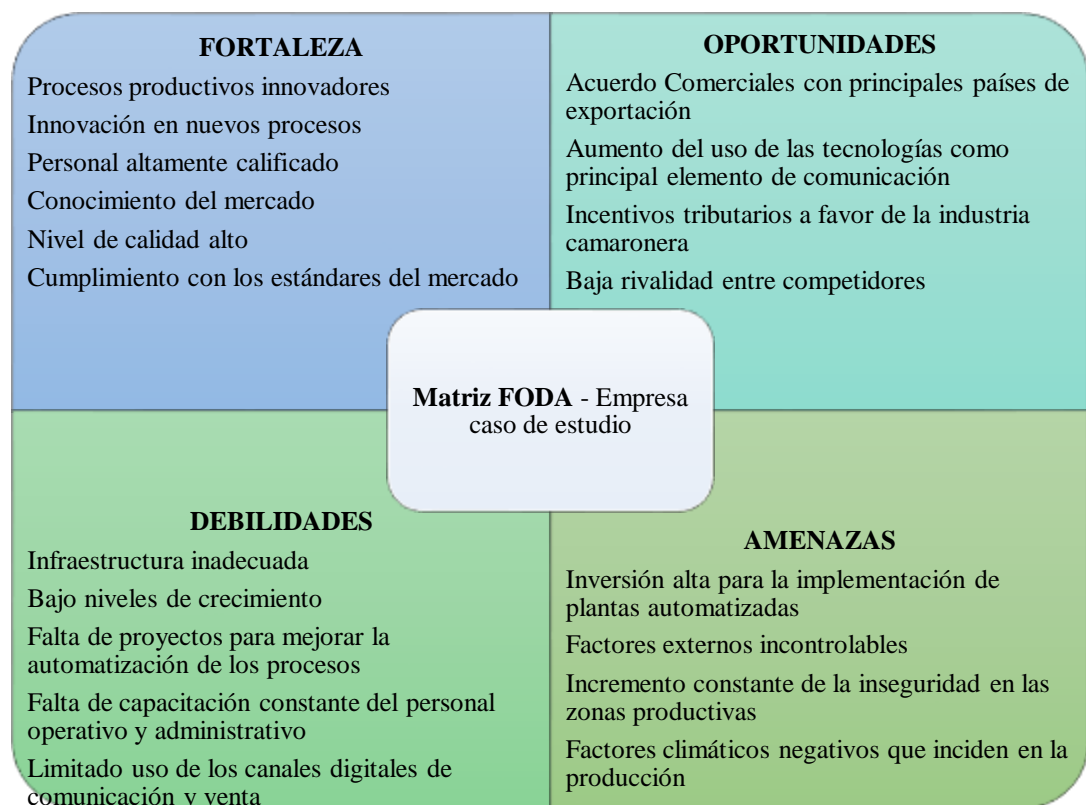 FORTALEZA
Procesos productivos innovadores
Innovación en nuevos procesos
Personal altamente calificado
Conocimiento del mercado
Nivel de calidad alto
Cumplimiento con los estándares del mercado
OPORTUNIDADES
Acuerdo Comerciales con principales países de
exportación
Aumento del uso de las tecnologías como
principal elemento de comunicación
Incentivos tributarios a favor de la industria
camaronera
Baja rivalidad entre competidores
Matriz FODA - Empresa
caso de estudio
DEBILIDADES
Infraestructura inadecuada
Bajo niveles de crecimiento
Falta de proyectos para mejorar la
automatización de los procesos
Falta de capacitación constante del personal
operativo y administrativo
Limitado uso de los canales digitales de
comunicación y venta
AMENAZAS
Inversión alta para la implementación de
plantas automatizadas
Factores externos incontrolables
Incremento constante de la inseguridad en las
zonas productivas
Factores climáticos negativos que inciden en la
producción